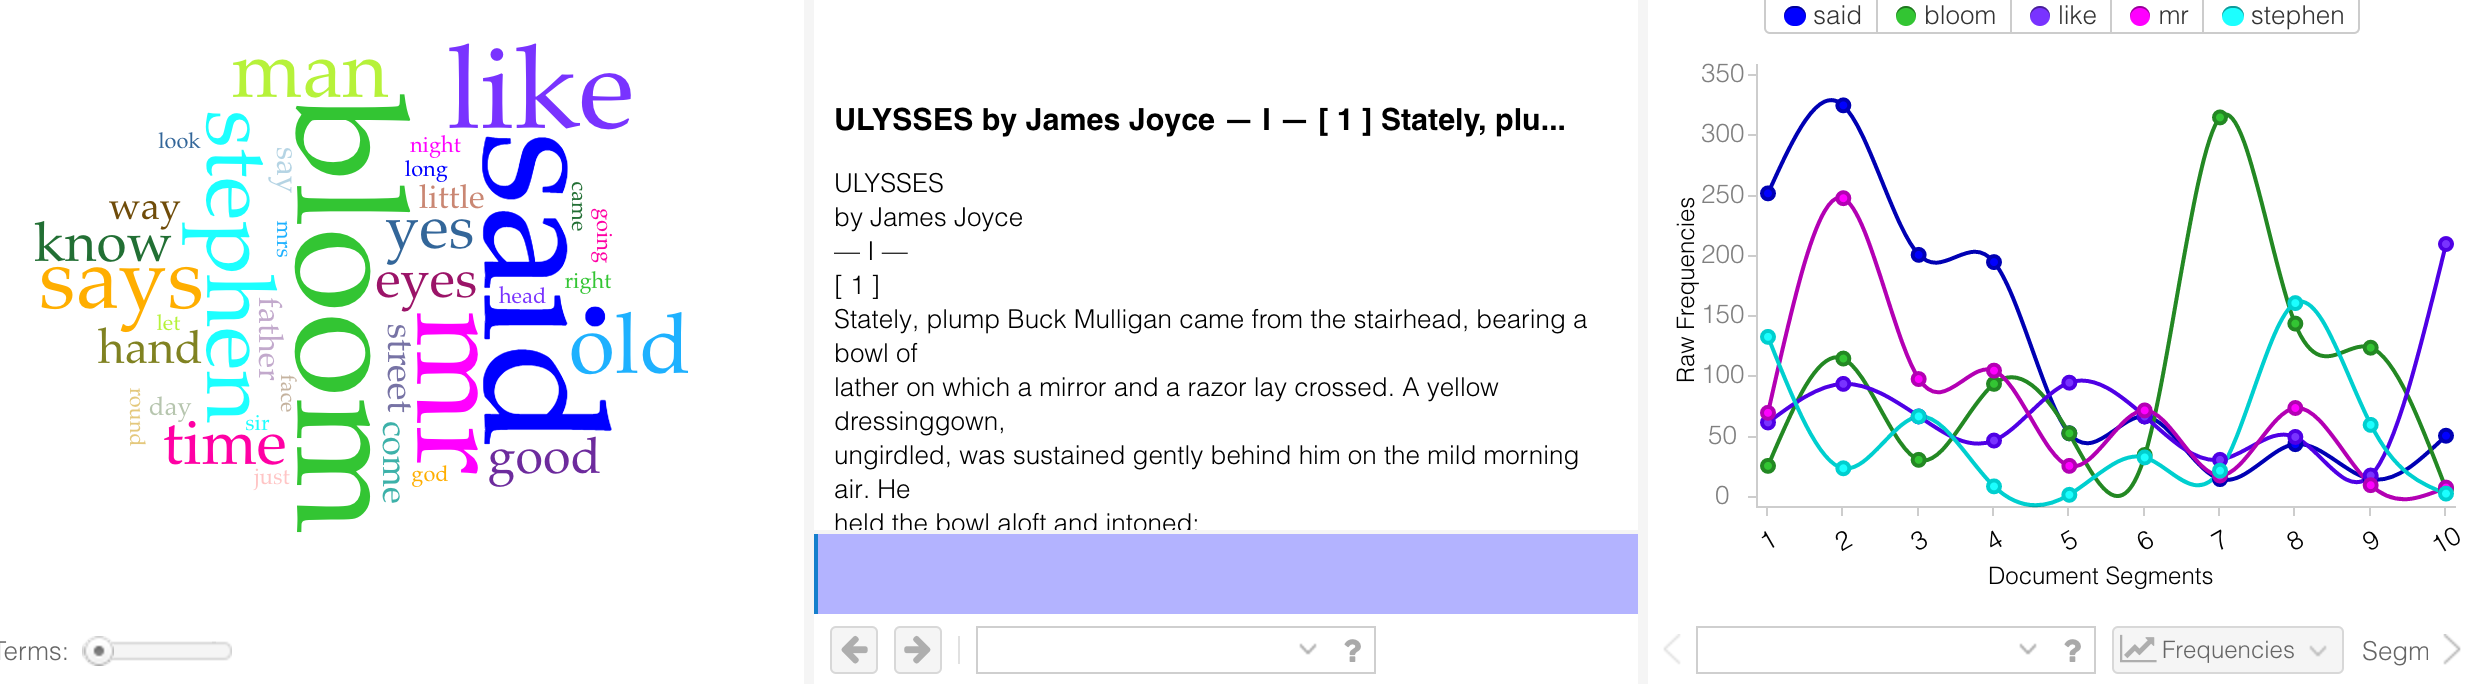 man
like
look
stephen
say
bloom
night
long
little
said
came
going
way
know
mrs
yes
says
eyes
head
right
let
father
hand
street
mr
old
face
round
day
sir
time
come
good
just
god
Terms:
ULYSSES by James Joyce — I — [ 1 ] Stately, plu...
ULYSSES
by James Joyce
— I —
[ 1 ]
Stately, plump Buck Mulligan came from the stairhead, bearing a
bowl of
lather on which a mirror and a razor lay crossed. A yellow
dressinggown,
ungirdled, was sustained gently behind him on the mild morning
air. He
held the bowl aloft and intoned:
?
said bloom like mr stephen
350
300
250
200
150
100
50
0
Raw Frequencies
1 2 3 4 5 6 7 8 9 10
Document Segments
? Frequencies Segm